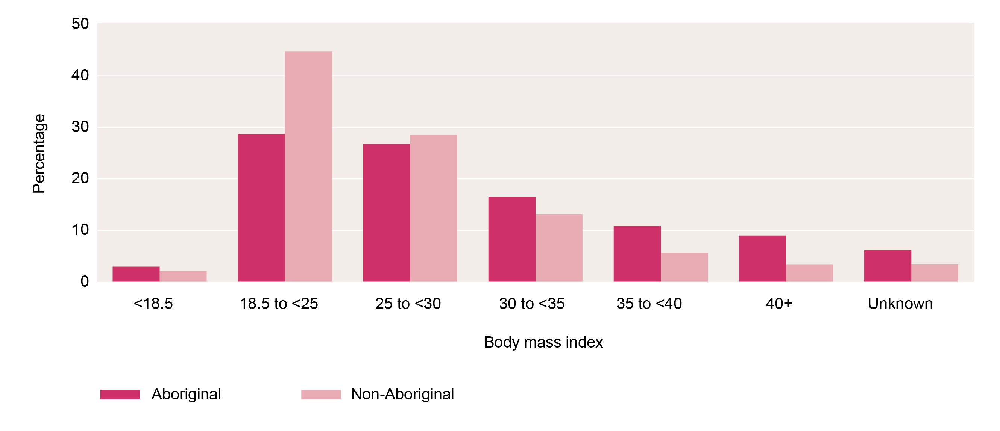 50
40
30
20
10
0
Percentage
<18.5 18.5 to <25 25 to <30 30 to <35 35 to <40 40+ Unknown
Body mass index
Aboriginal Non-Aboriginal